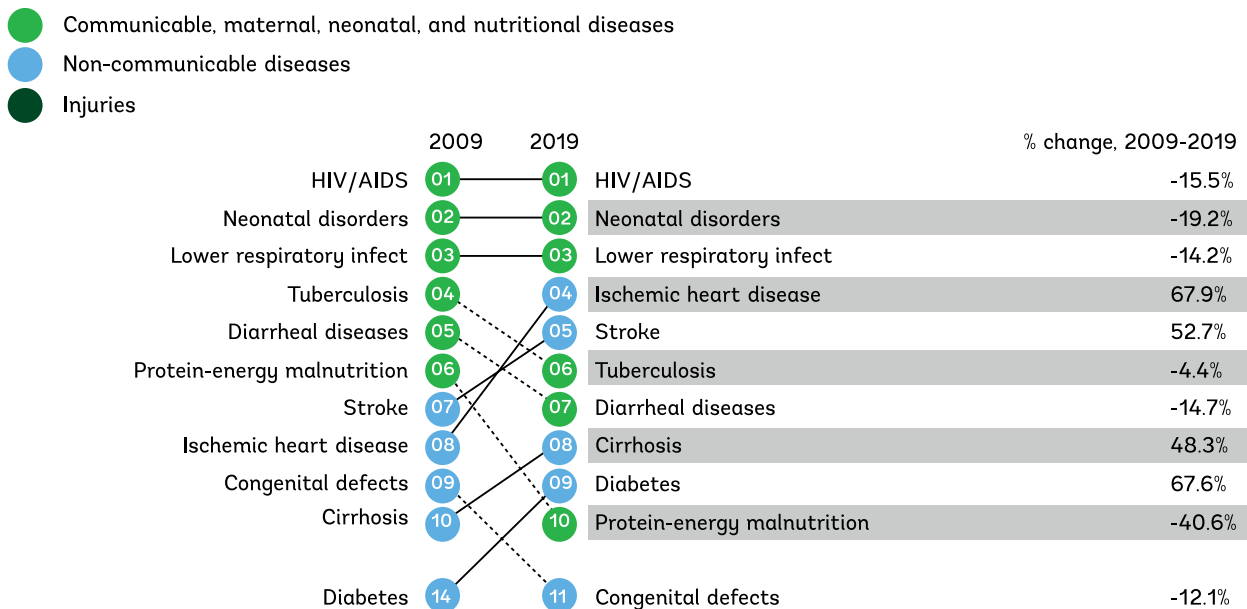 Communicable, maternal, neonatal, and nutritional diseases
Non-communicable diseases
Injuries
2009 2019 % change, 2009-2019
HIV/AIDS 01 01 HIV/AIDS -15.5%
Neonatal disorders 02 02 Neonatal disorders -19.2%
Lower respiratory infect 03 03 Lower respiratory infect -14.2%
Tuberculosis 04 04 Ischemic heart disease 67.9%
Diarrheal diseases 05 05 Stroke 52.7%
Protein-energy malnutrition 06 06 Tuberculosis -4.4%
Stroke 07 07 Diarrheal diseases -14.7%
Ischemic heart disease 08 08 Cirrhosis 48.3%
Congenital defects 09 09 Diabetes 67.6%
Cirrhosis 10 10 Protein-energy malnutrition -40.6%
Diabetes 14 11 Congenital defects -12.1%